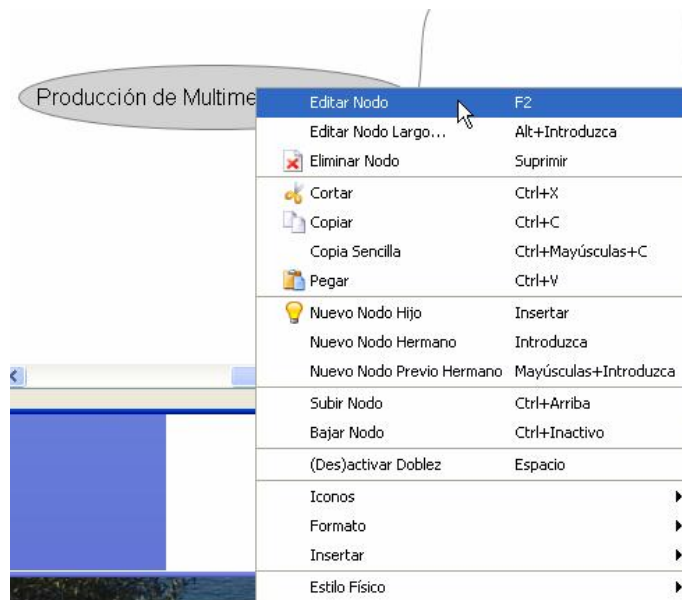 Producción de Multime
Editar Nodo F2
Editar Nodo Largo... Alt+Introduzca
Eliminar Nodo Suprimir
Cortar Ctrl+X
Copiar Ctrl+C
Copia Sencilla Ctrl+Mayúsculas+C
Pegar Ctrl+V
Nuevo Nodo Hijo Insertar
Nuevo Nodo Hermano Introduzca
Nuevo Nodo Previo Hermano Mayúsculas+Introduzca
Subir Nodo Ctrl+Arriba
Bajar Nodo Ctrl+Inactivo
(Des)activar Doblez Espacio
Iconos
Formato
Insertar
Estilo Físico